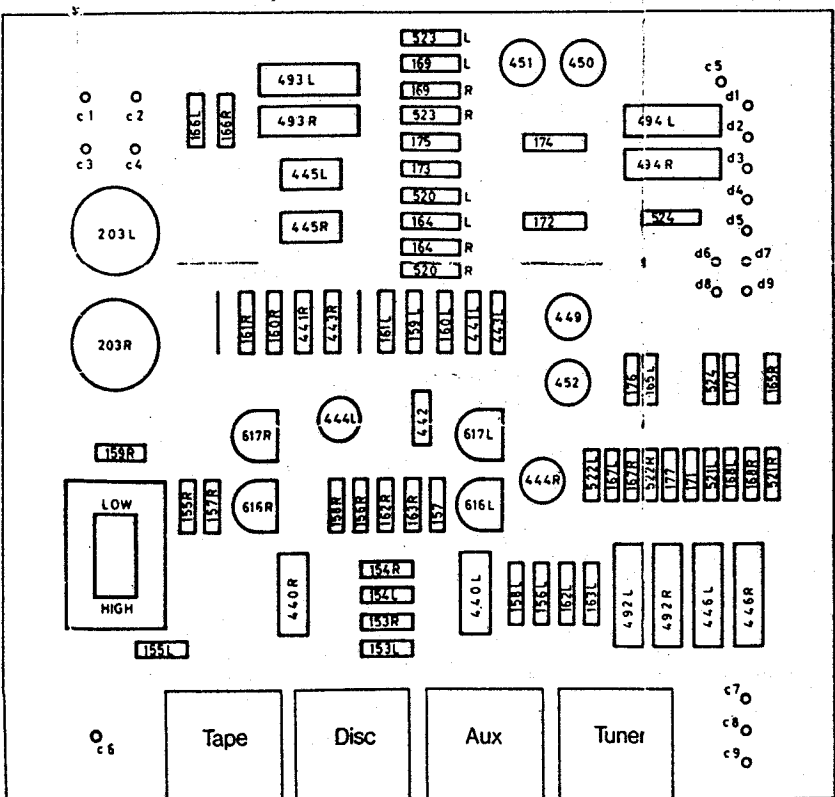 523 L
169 L
451
450
c5
493L
169 R
c1
c2
166L
166R
d1
493R
523 R
494L
d2
175
174
c3
c4
173
494R
d3
445L
520 L
d4
203L
445R
164 L
172
524
d5
164 R
520 R
d6
d7
d8
d9
161R
160R
441R
443R
161L
159L
160L
441L
443L
449
203R
452
176
165L
524
170
165R
444L
442
617R
617L
159R
444R
522L
167L
167R
522R
177
171
521L
168L
168R
521R
LOW
155R
157R
616R
158R
156R
162R
163R
157
616L
HIGH
440R
154R
154L
153R
153L
440L
158L
156L
162L
163L
492L
492R
446L
446R
155L
c7
c6
Tape
Disc
Aux
Tuner
c8
c9